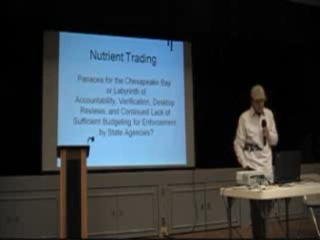 Nutrient Trading
Panacea for the Chesapeake Bay
or Labyrinth of
Accountability, Verification, Desktop
Reviews, and Continued Lack of
Sufficient Budgeting for Enforcement
by State Agencies?